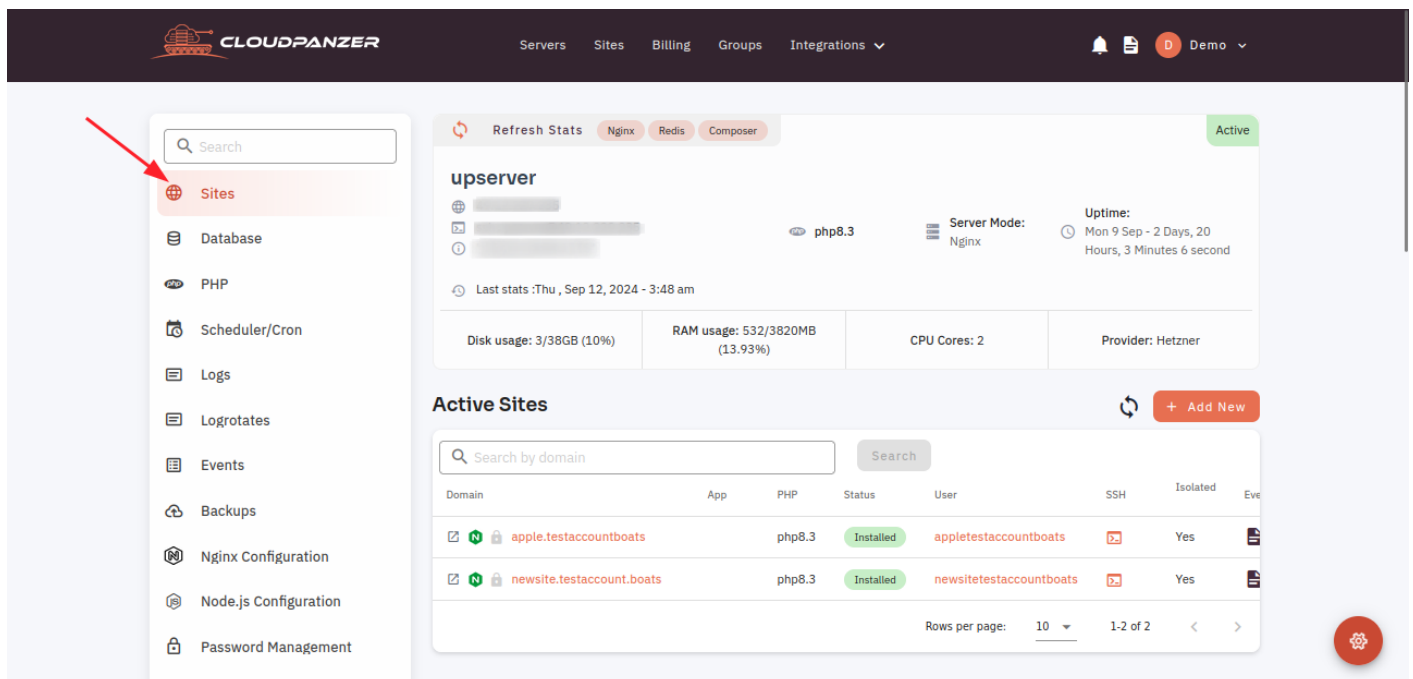 CLOUDPANZER
Servers Sites Billing Groups Integrations
D Demo
Search
Sites
Database
PHP
Scheduler/Cron
Logs
Logrotates
Events
Backups
Nginx Configuration
Node.js Configuration
Password Management
Refresh Stats Nginx Redis Composer
Active
upserver
php php8.3
Server Mode:
Nginx
Uptime:
Mon 9 Sep - 2 Days, 20
Hours, 3 Minutes 6 second
Last stats :Thu , Sep 12, 2024 - 3:48 am
Disk usage: 3/38GB (10%)
RAM usage: 532/3820MB
(13.93%)
CPU Cores: 2
Provider: Hetzner
Active Sites
+ Add New
Search by domain
Search
Domain App PHP Status User SSH Isolated Eve
apple.testaccountboats php8.3 Installed appletestaccountboats Yes
newsite.testaccount.boats php8.3 Installed newsitetestaccountboats Yes
Rows per page: 10 1-2 of 2